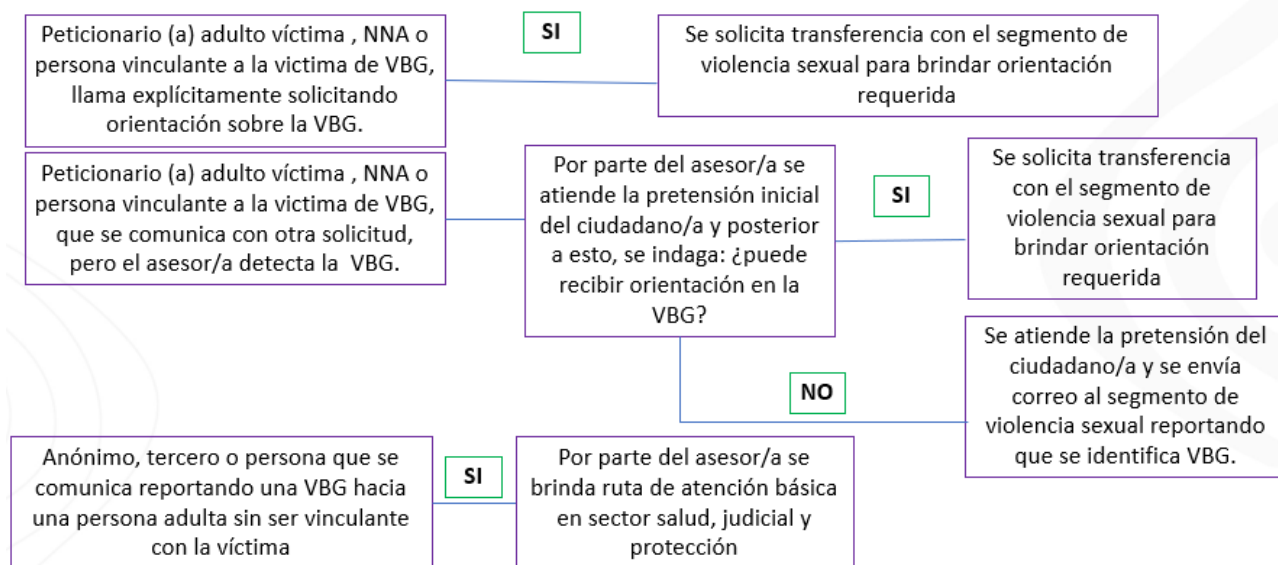 Peticionario (a) adulto víctima , NNA o
persona vinculante a la victima de VBG,
llama explícitamente solicitando
orientación sobre la VBG.
SI
Se solicita transferencia con el segmento de
violencia sexual para brindar orientación
requerida
Peticionario (a) adulto víctima , NNA o
persona vinculante a la victima de VBG,
que se comunica con otra solicitud,
pero el asesor/a detecta la VBG.
Por parte del asesor/a se
atiende la pretensión inicial
del ciudadano/a y posterior
a esto, se indaga: ¿puede
recibir orientación en la
VBG?
SI
Se solicita transferencia
con el segmento de
violencia sexual para
brindar orientación
requerida
NO
Se atiende la pretensión del
ciudadano/a y se envía
correo al segmento de
violencia sexual reportando
que se identifica VBG.
Anónimo, tercero o persona que se
comunica reportando una VBG hacia
una persona adulta sin ser vinculante
con la víctima
SI
Por parte del asesor/a se
brinda ruta de atención básica
en sector salud, judicial y
protección